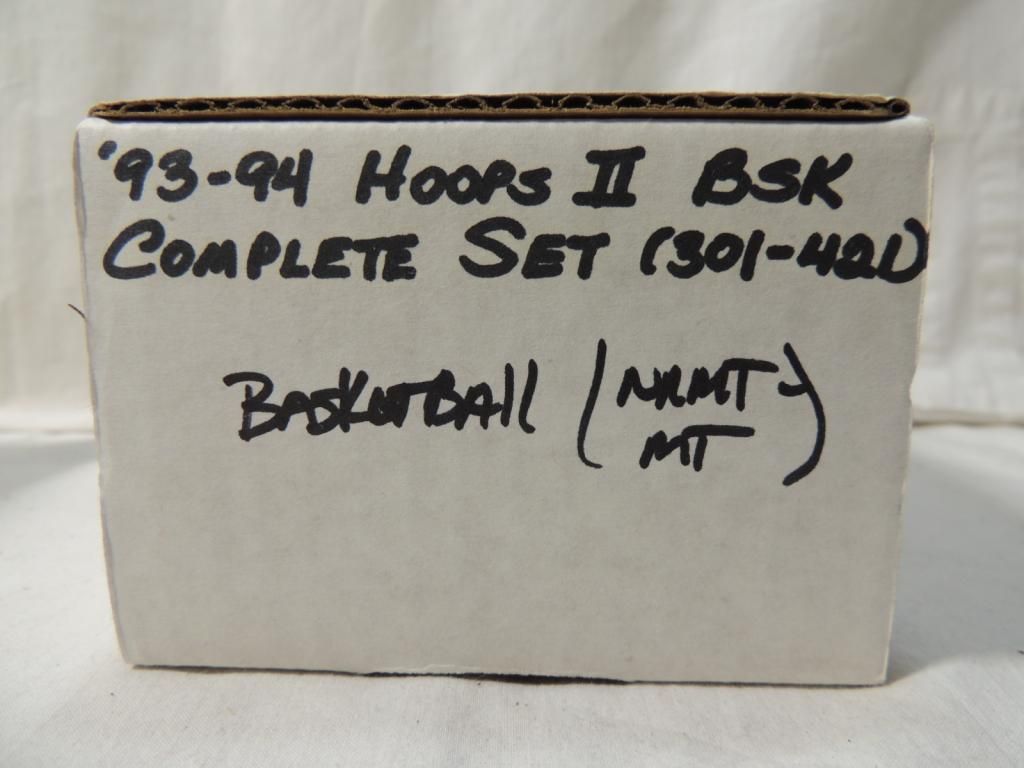 '93-94 HOOPS II BSK
COMPLETE SET (301-421)
BASKETBALL (NRMT-
MT)